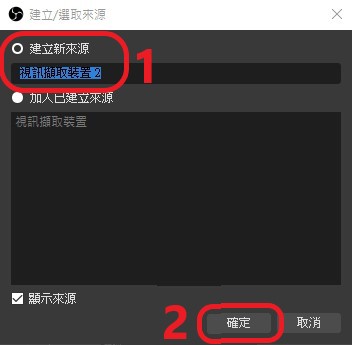 建立/選取來源
建立新來源
1
視訊擷取裝置 2
加入已建立來源
視訊擷取裝置
顯示來源
2
確定
取消